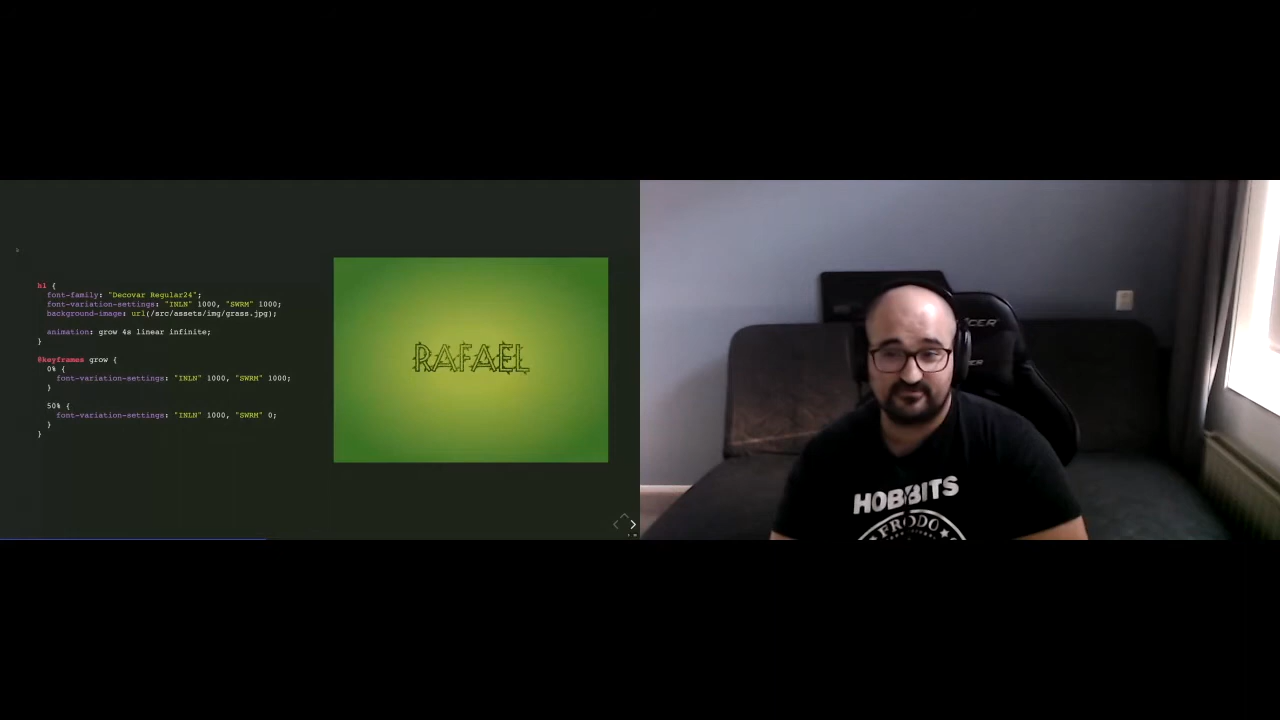 h1 {
font-family: "Decovar Regular24";
font-variation-settings: "INLN" 1000, "SWRM" 1000;
background-image: url(/src/assets/img/grass.jpg);
animation: grow 4s linear infinite;
}
@keyframes grow {
0% {
font-variation-settings: "INLN" 1000, "SWRM" 1000;
}
50% {
font-variation-settings: "INLN" 1000, "SWRM" 0;
}
}
RAFAEL
HOBBITS
FRODO